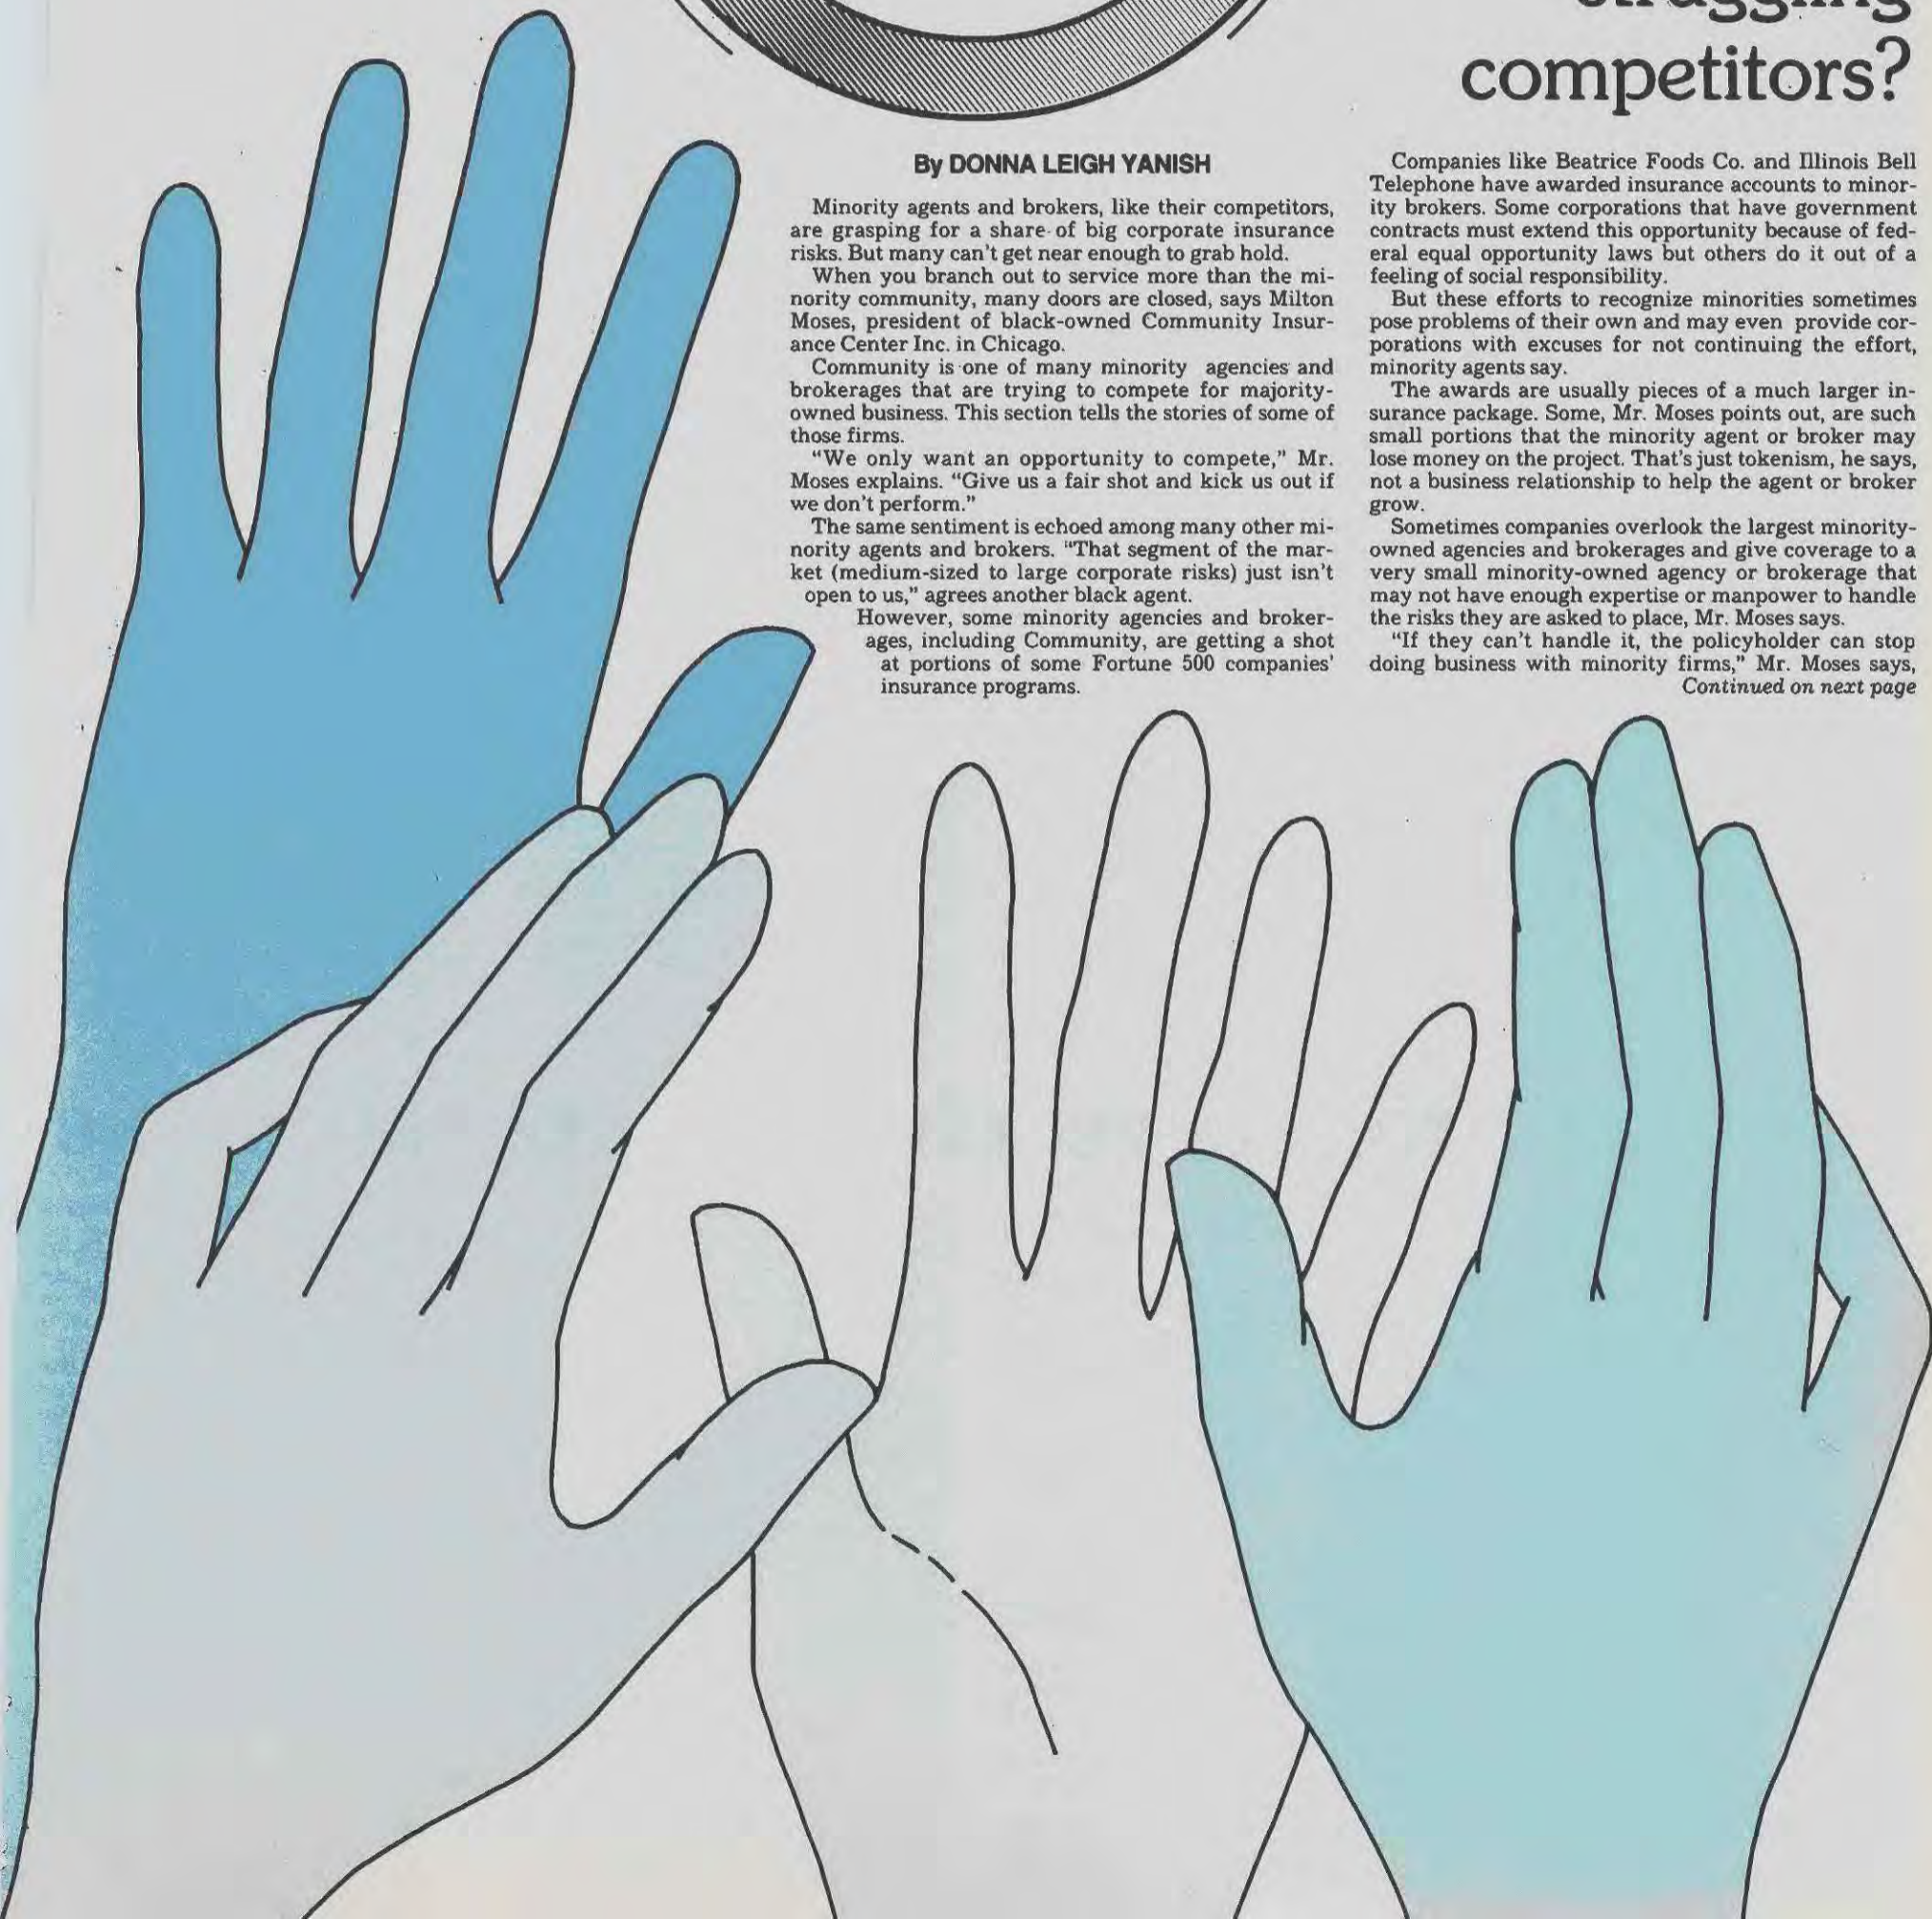 struggling
competitors?
By DONNA LEIGH YANISH
Minority agents and brokers, like their competitors,
are grasping for a share of big corporate insurance
risks. But many can't get near enough to grab hold.
When you branch out to service more than the mi-
nority community, many doors are closed, says Milton
Moses, president of black-owned Community Insur-
ance Center Inc. in Chicago.
Community is one of many minority agencies and
brokerages that are trying to compete for majority-
owned business. This section tells the stories of some of
those firms.
"We only want an opportunity to compete," Mr.
Moses explains. "Give us a fair shot and kick us out if
we don't perform."
The same sentiment is echoed among many other mi-
nority agents and brokers. "That segment of the mar-
ket (medium-sized to large corporate risks) just isn't
open to us," agrees another black agent.
However, some minority agencies and broker-
ages, including Community, are getting a shot
at portions of some Fortune 500 companies'
insurance programs.
Companies like Beatrice Foods Co. and Illinois Bell
Telephone have awarded insurance accounts to minor-
ity brokers. Some corporations that have government
contracts must extend this opportunity because of fed-
eral equal opportunity laws but others do it out of a
feeling of social responsibility.
But these efforts to recognize minorities sometimes
pose problems of their own and may even provide cor-
porations with excuses for not continuing the effort,
minority agents say.
The awards are usually pieces of a much larger in-
surance package. Some, Mr. Moses points out, are such
small portions that the minority agent or broker may
lose money on the project. That's just tokenism, he says,
not a business relationship to help the agent or broker
grow.
Sometimes companies overlook the largest minority-
owned agencies and brokerages and give coverage to a
very small minority-owned agency or brokerage that
may not have enough expertise or manpower to handle
the risks they are asked to place, Mr. Moses says.
"If they can't handle it, the policyholder can stop
doing business with minority firms," Mr. Moses says,
Continued on next page